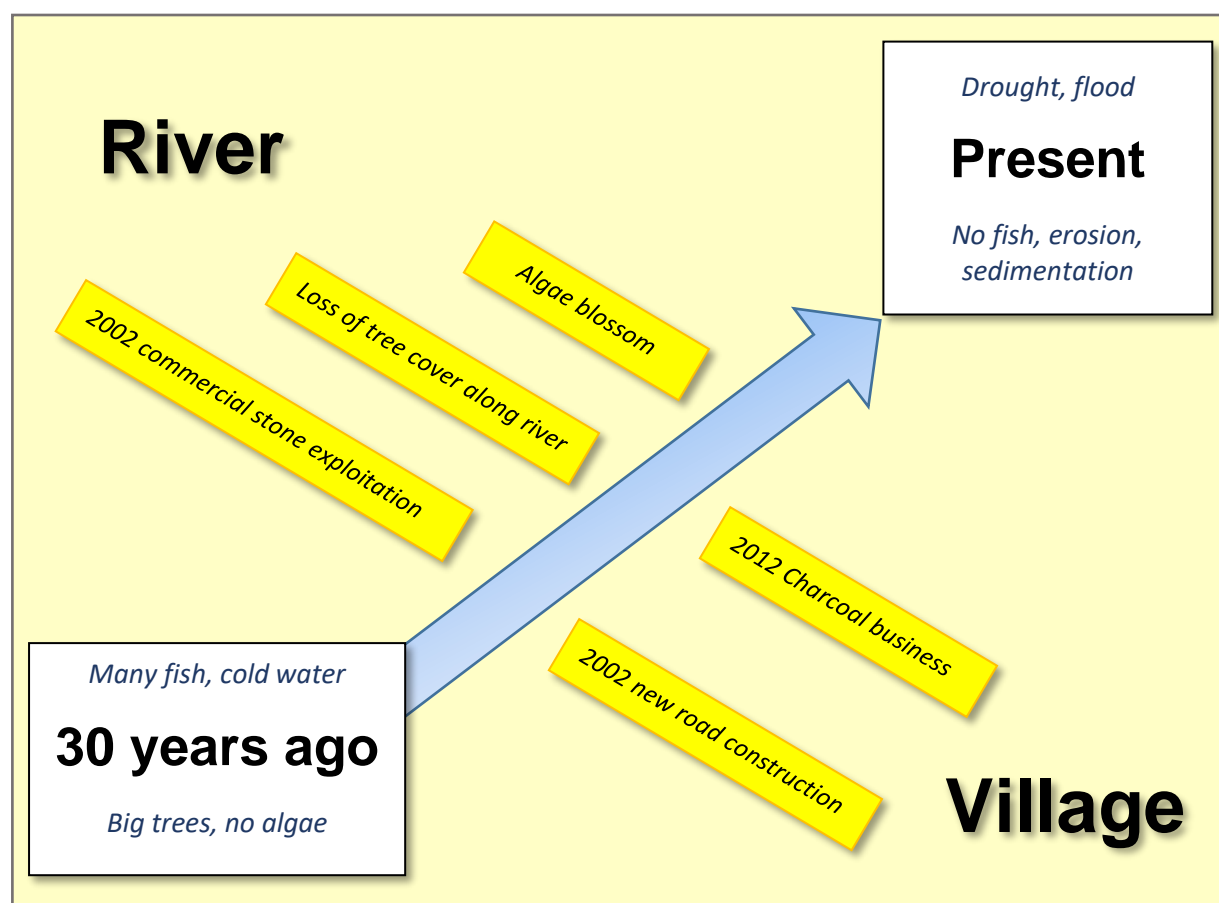 River
Drought, flood
Present
No fish, erosion,
sedimentation
Algae blossom
Loss of tree cover along river
2002 commercial stone exploitation
2012 Charcoal business
2002 new road construction
Many fish, cold water
30 years ago
Big trees, no algae
Village